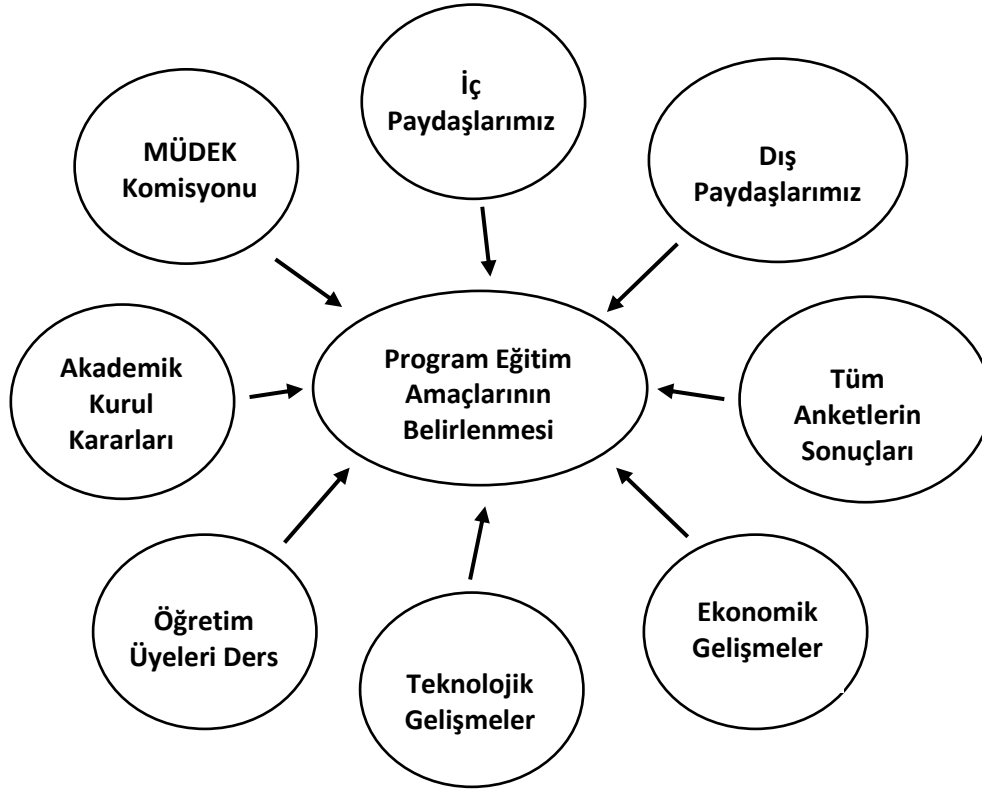 İç
Paydaşlarımız
MÜDEK
Komisyonu
Dış
Paydaşlarımız
Program Eğitim
Amaçlarının
Belirlenmesi
Akademik
Kurul
Kararları
Tüm
Anketlerin
Sonuçları
Öğretim
Üyeleri Ders
Ekonomik
Gelişmeler
Teknolojik
Gelişmeler